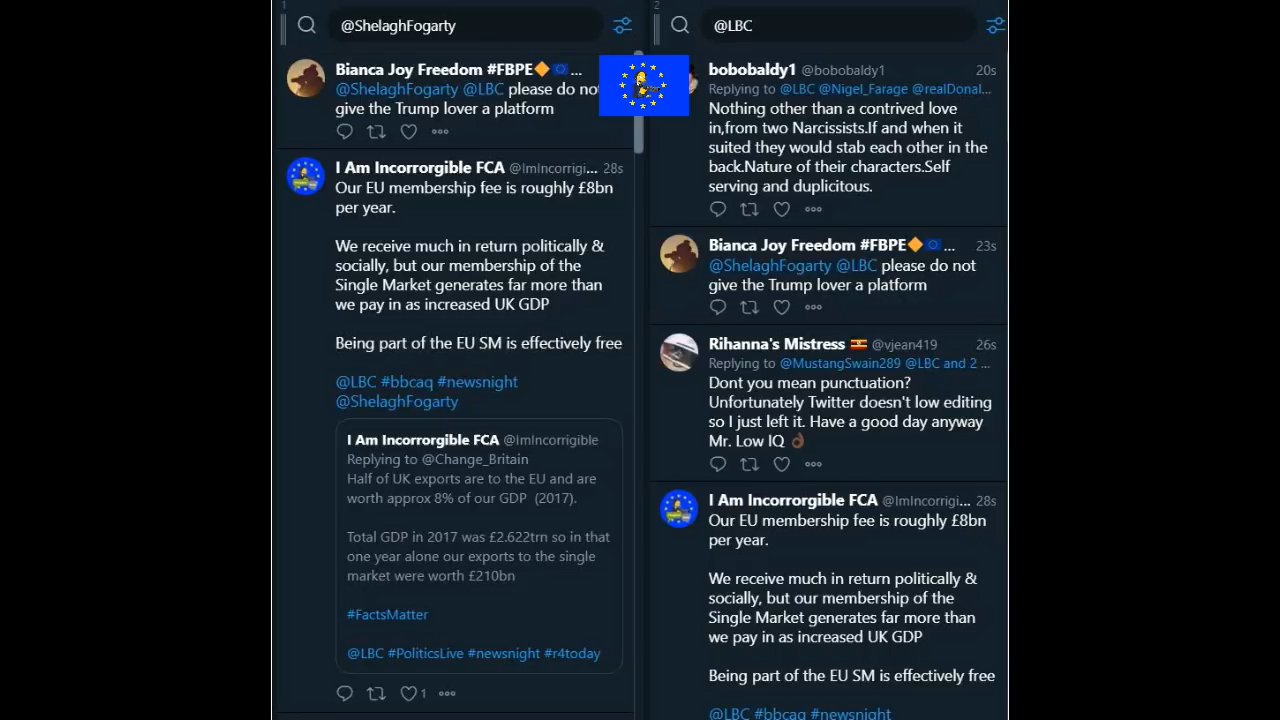 1
@ShelaghFogarty
Bianca Joy Freedom #FBPE🔶🇪🇺 ...
@ShelaghFogarty @LBC please do not
give the Trump lover a platform
I Am Incorrorgible FCA @ImIncorrigi... 28s
Our EU membership fee is roughly £8bn
per year.
We receive much in return politically &
socially, but our membership of the
Single Market generates far more than
we pay in as increased UK GDP
Being part of the EU SM is effectively free
@LBC #bbcaq #newsnight
@ShelaghFogarty
I Am Incorrorgible FCA @ImIncorrigible
Replying to @Change_Britain
Half of UK exports are to the EU and are
worth approx 8% of our GDP (2017).
Total GDP in 2017 was £2.622trn so in that
one year alone our exports to the single
market were worth £210bn
#FactsMatter
@LBC #PoliticsLive #newsnight #r4today
1
2
@LBC
bobobaldy1 @bobobaldy1 20s
Replying to @LBC @Nigel_Farage @realDonal...
Nothing other than a contrived love
in,from two Narcissists.If and when it
suited they would stab each other in the
back.Nature of their characters.Self
serving and duplicitous.
Bianca Joy Freedom #FBPE🔶🇪🇺 ... 23s
@ShelaghFogarty @LBC please do not
give the Trump lover a platform
Rihanna's Mistress 🇺🇬 @vjean419 26s
Replying to @MustangSwain289 @LBC and 2 ...
Dont you mean punctuation?
Unfortunately Twitter doesn't low editing
so I just left it. Have a good day anyway
Mr. Low IQ 👌🏾
I Am Incorrorgible FCA @ImIncorrigi... 28s
Our EU membership fee is roughly £8bn
per year.
We receive much in return politically &
socially, but our membership of the
Single Market generates far more than
we pay in as increased UK GDP
Being part of the EU SM is effectively free
@LBC #bbcaq #newsnight